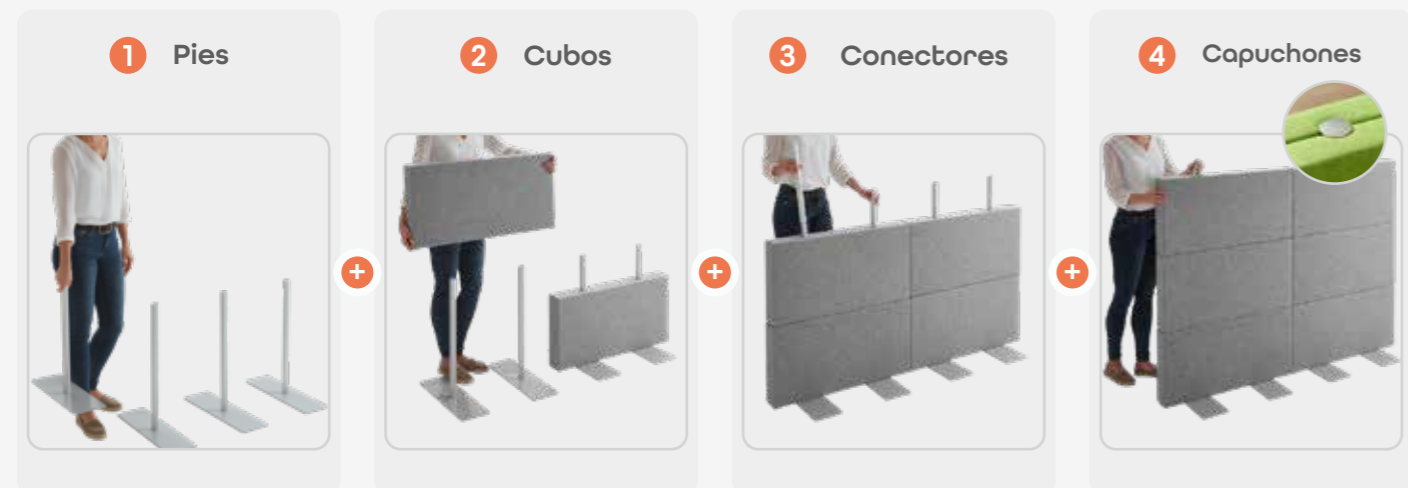 1 Pies
2 Cubos
3 Conectores
4 Capuchones
+ + +